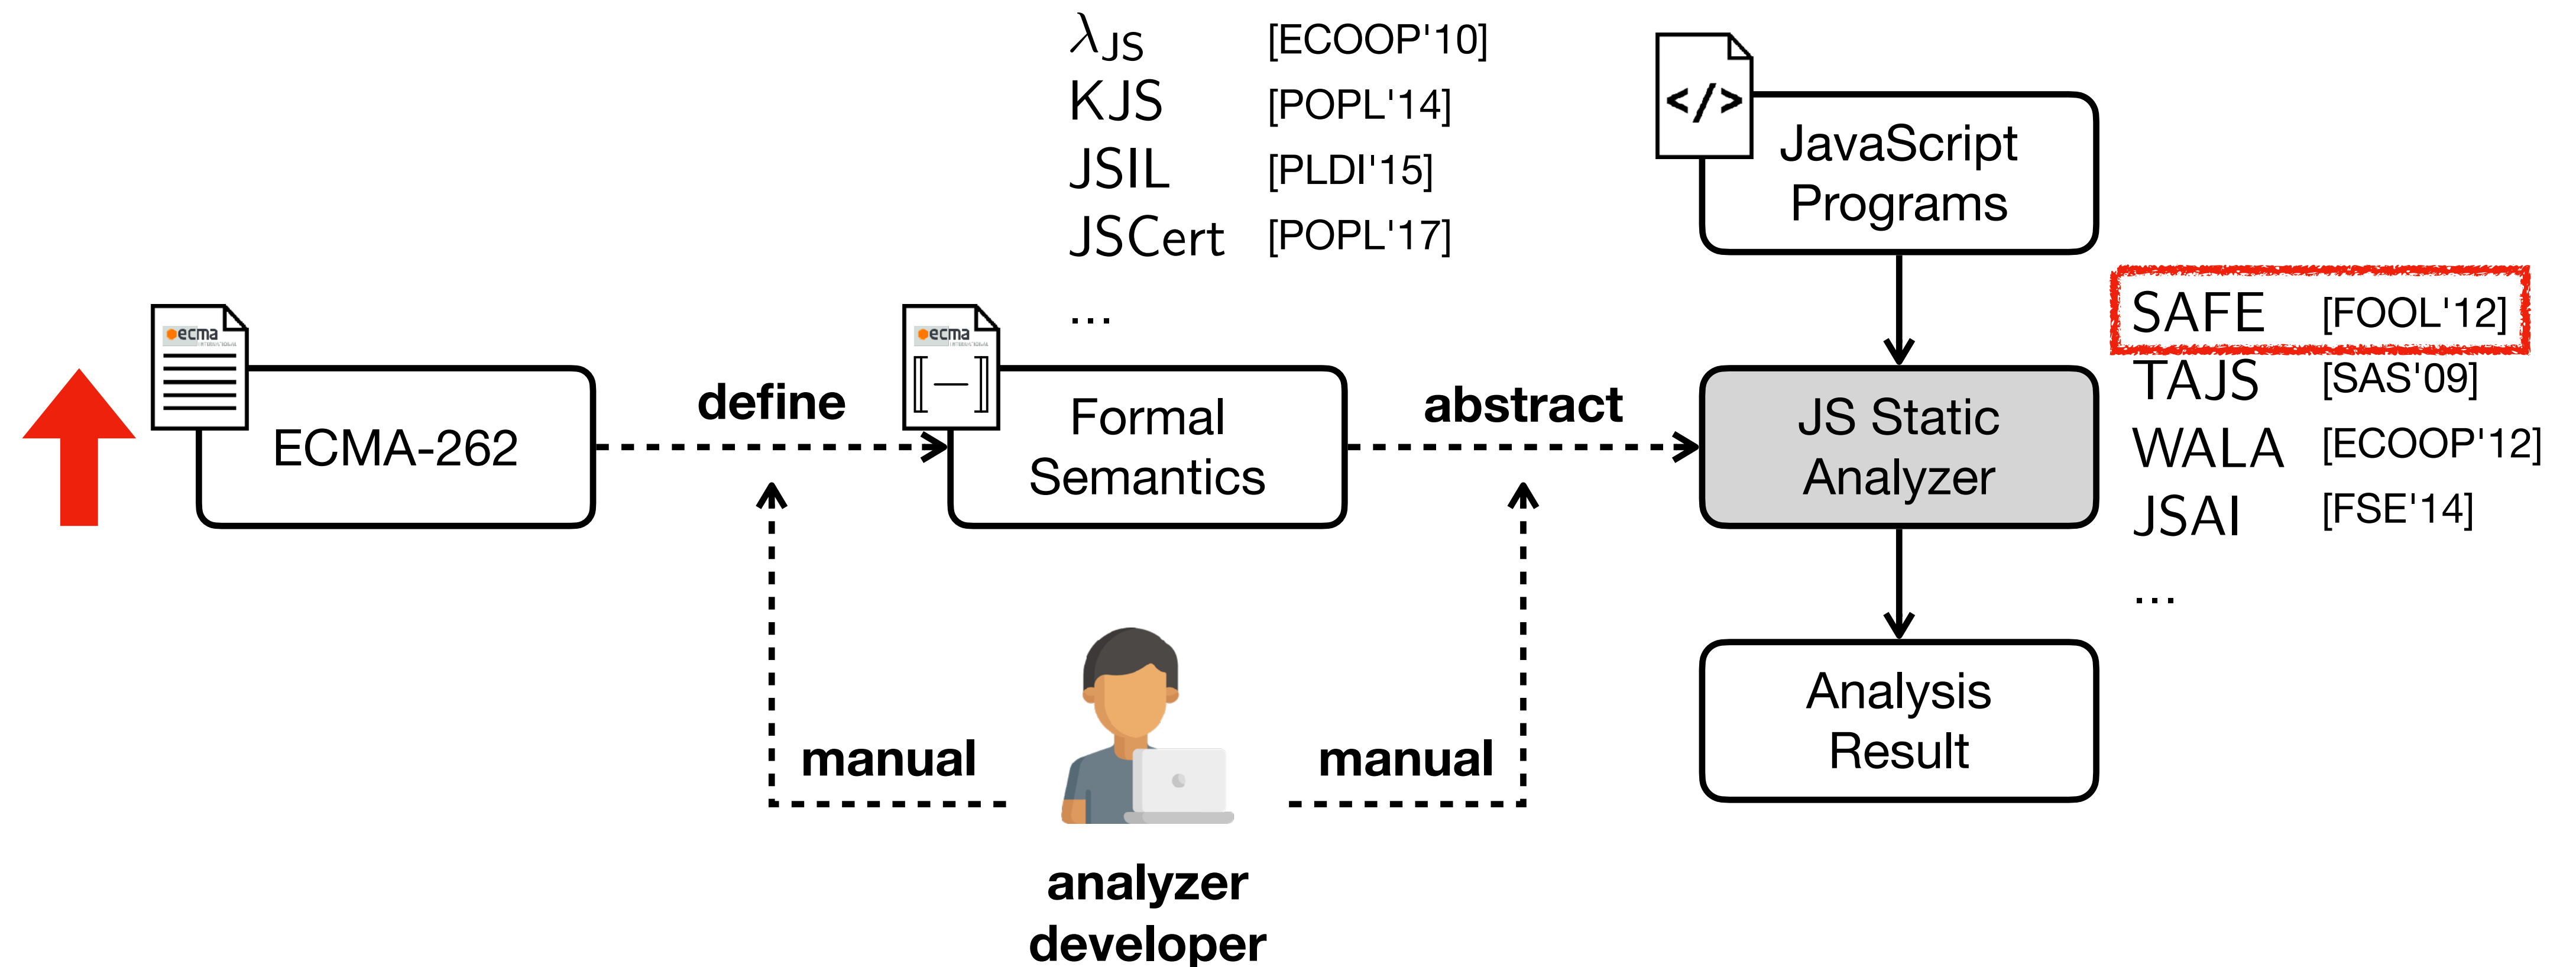 λJS [ECOOP'10]
KJS [POPL'14]
JSIL [PLDI'15]
JSCert [POPL'17]
...
</>
JavaScript
Programs
ecma
ECMA-262
define
ecma
⟦—⟧
Formal
Semantics
abstract
JS Static
Analyzer
SAFE [FOOL'12]
TAJS [SAS'09]
WALA [ECOOP'12]
JSAI [FSE'14]
...
manual
manual
analyzer
developer
Analysis
Result